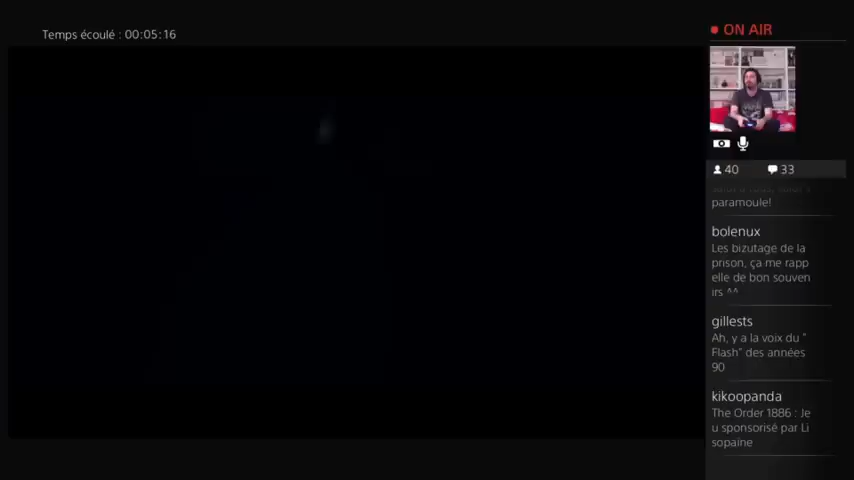 Temps écoulé : 00:05:16
ON AIR
40 33
paramoule!
bolenux
Les bizutage de la
prison, ça me rapp
elle de bon souven
irs ^^
gillests
Ah, y a la voix du "
Flash" des années
90
kikoopanda
The Order 1886 : Je
u sponsorisé par Li
sopaïne